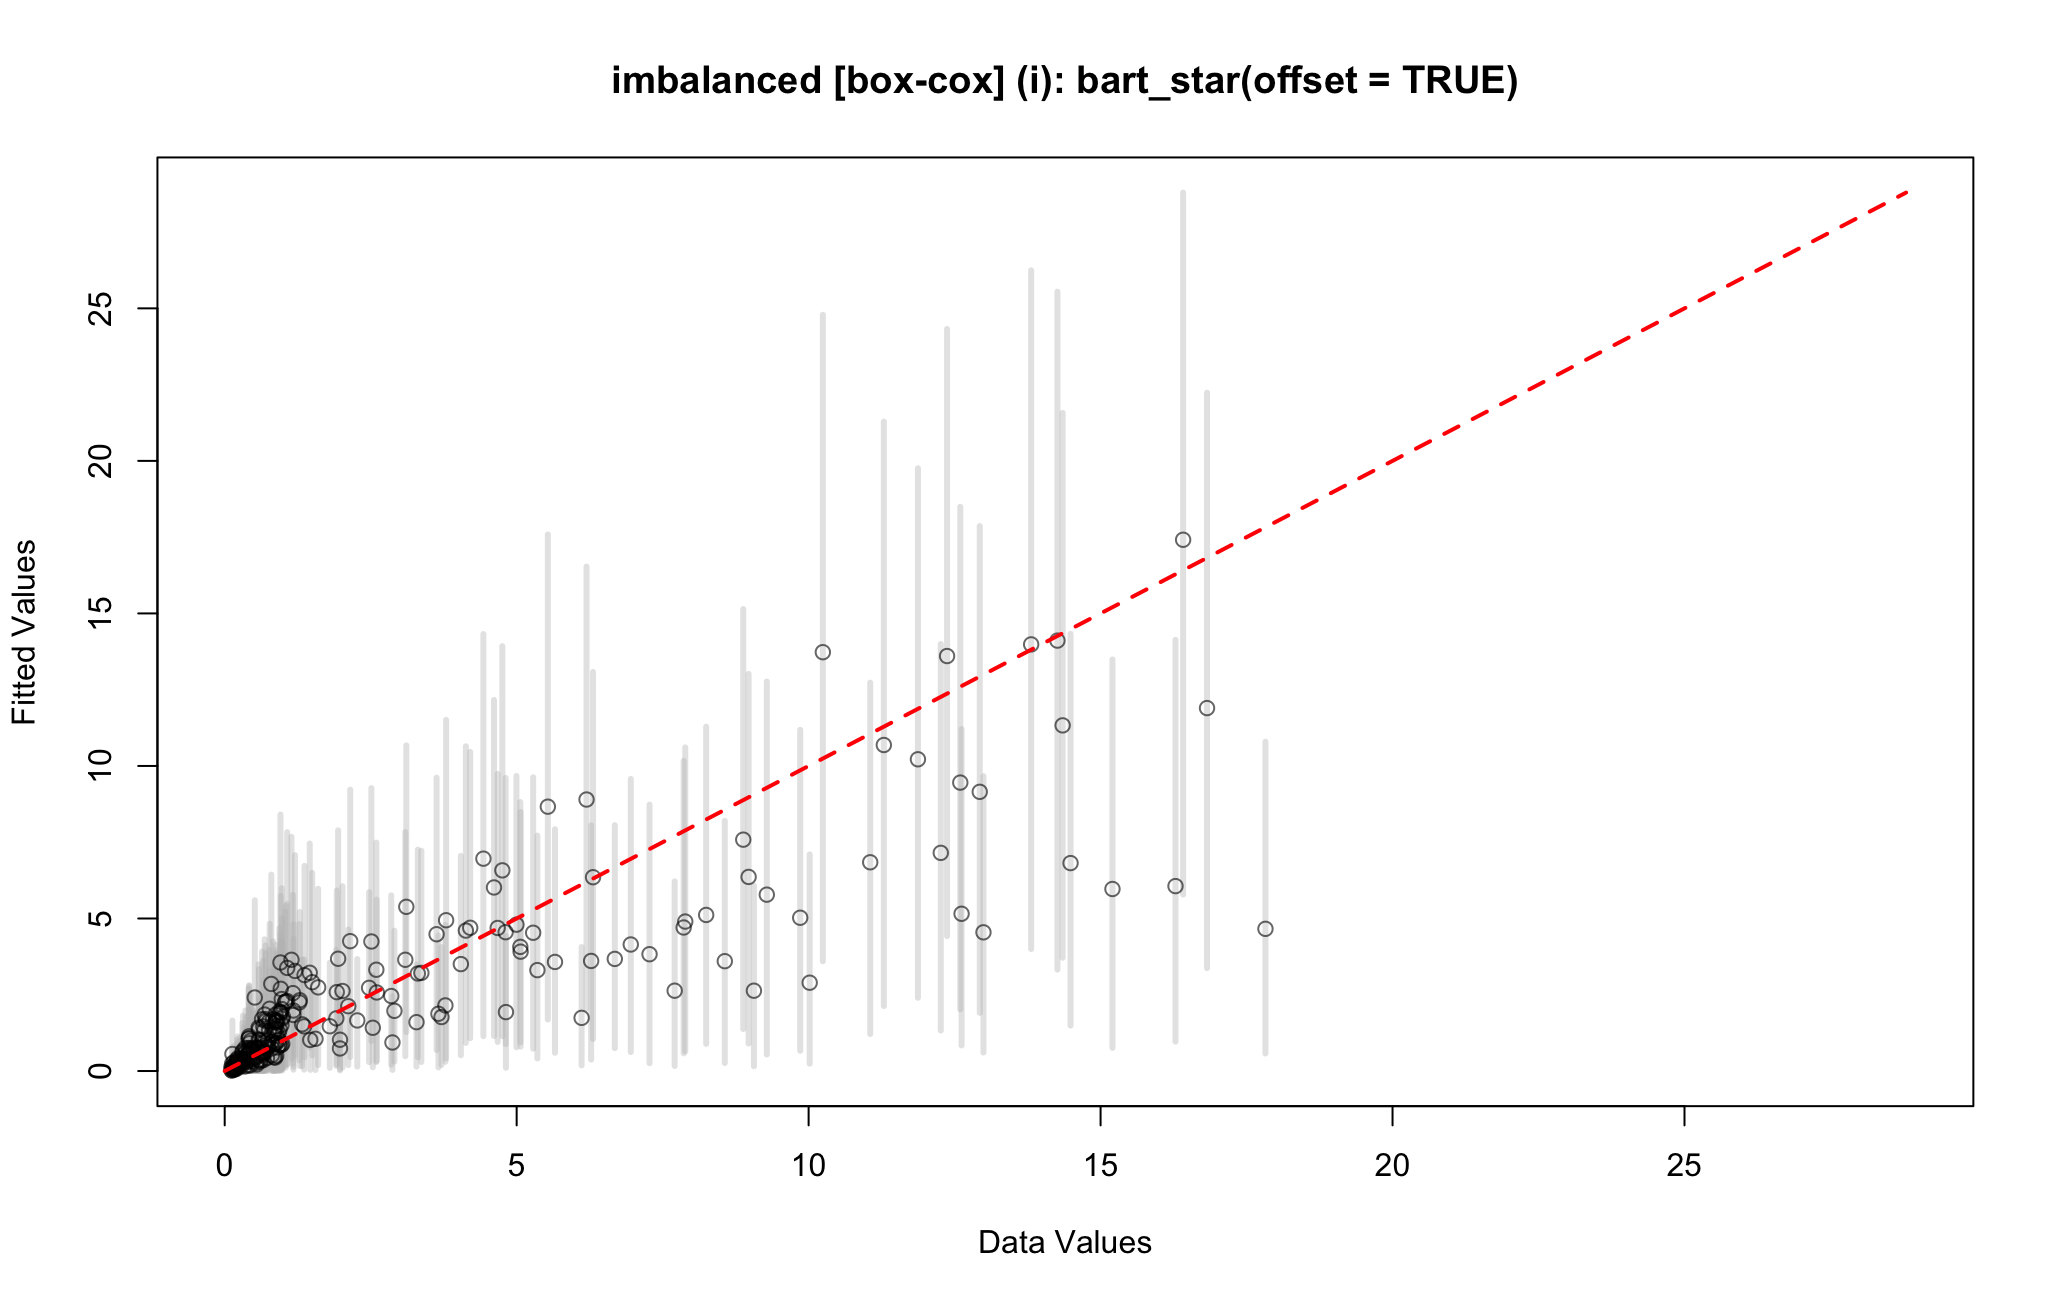 imbalanced [box-cox] (i): bart_star(offset = TRUE)
Fitted Values
25
20
15
10
5
0
0 5 10 15 20 25
Data Values